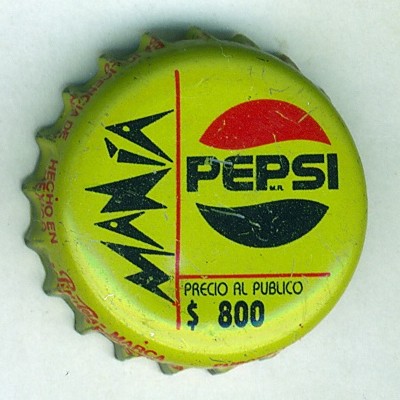 MANÍA
PEPSI
M.R.
PRECIO AL PUBLICO
$ 800
HECHO EN
MARCA